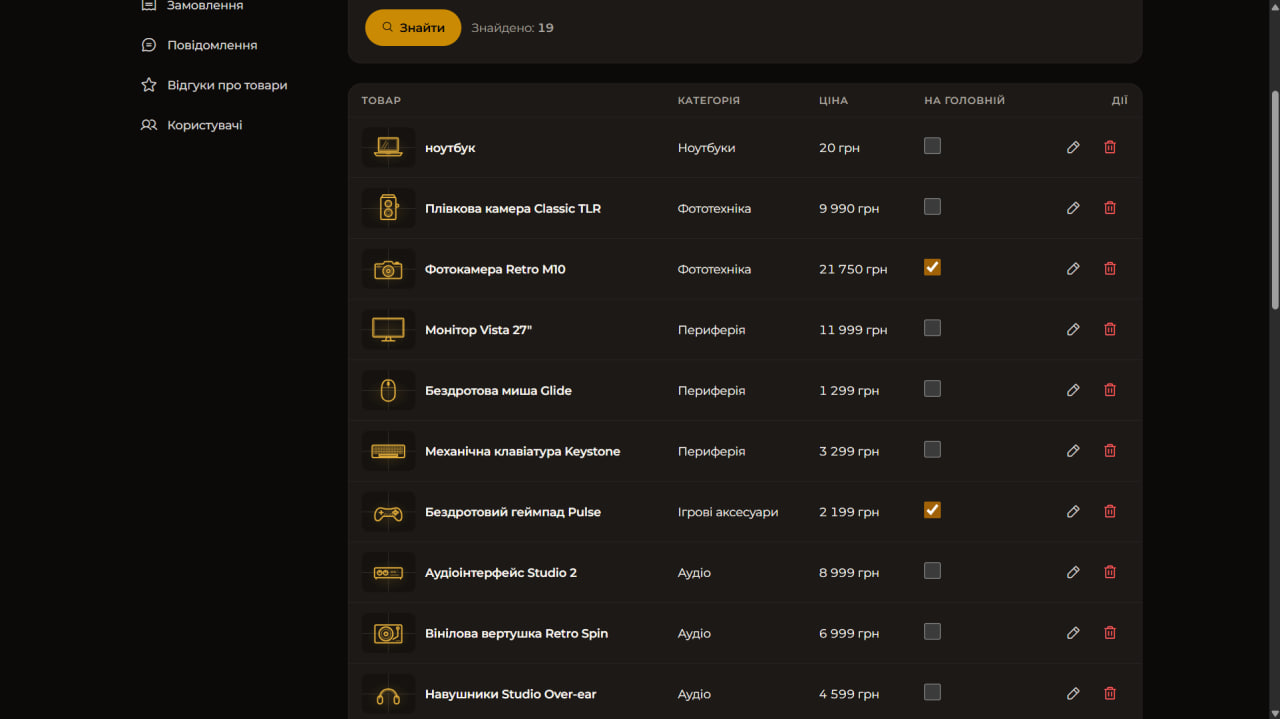 Замовлення
Повідомлення
Відгуки про товари
Користувачі
Знайти Знайдено: 19
ТОВАР КАТЕГОРІЯ ЦІНА НА ГОЛОВНІЙ ДІЇ
ноутбук Ноутбуки 20 грн
Плівкова камера Classic TLR Фототехніка 9 990 грн
Фотокамера Retro M10 Фототехніка 21 750 грн
Монітор Vista 27" Периферія 11 999 грн
Бездротова миша Glide Периферія 1 299 грн
Механічна клавіатура Keystone Периферія 3 299 грн
Бездротовий геймпад Pulse Ігрові аксесуари 2 199 грн
Аудіоінтерфейс Studio 2 Аудіо 8 999 грн
Вінілова вертушка Retro Spin Аудіо 6 999 грн
Навушники Studio Over-ear Аудіо 4 599 грн